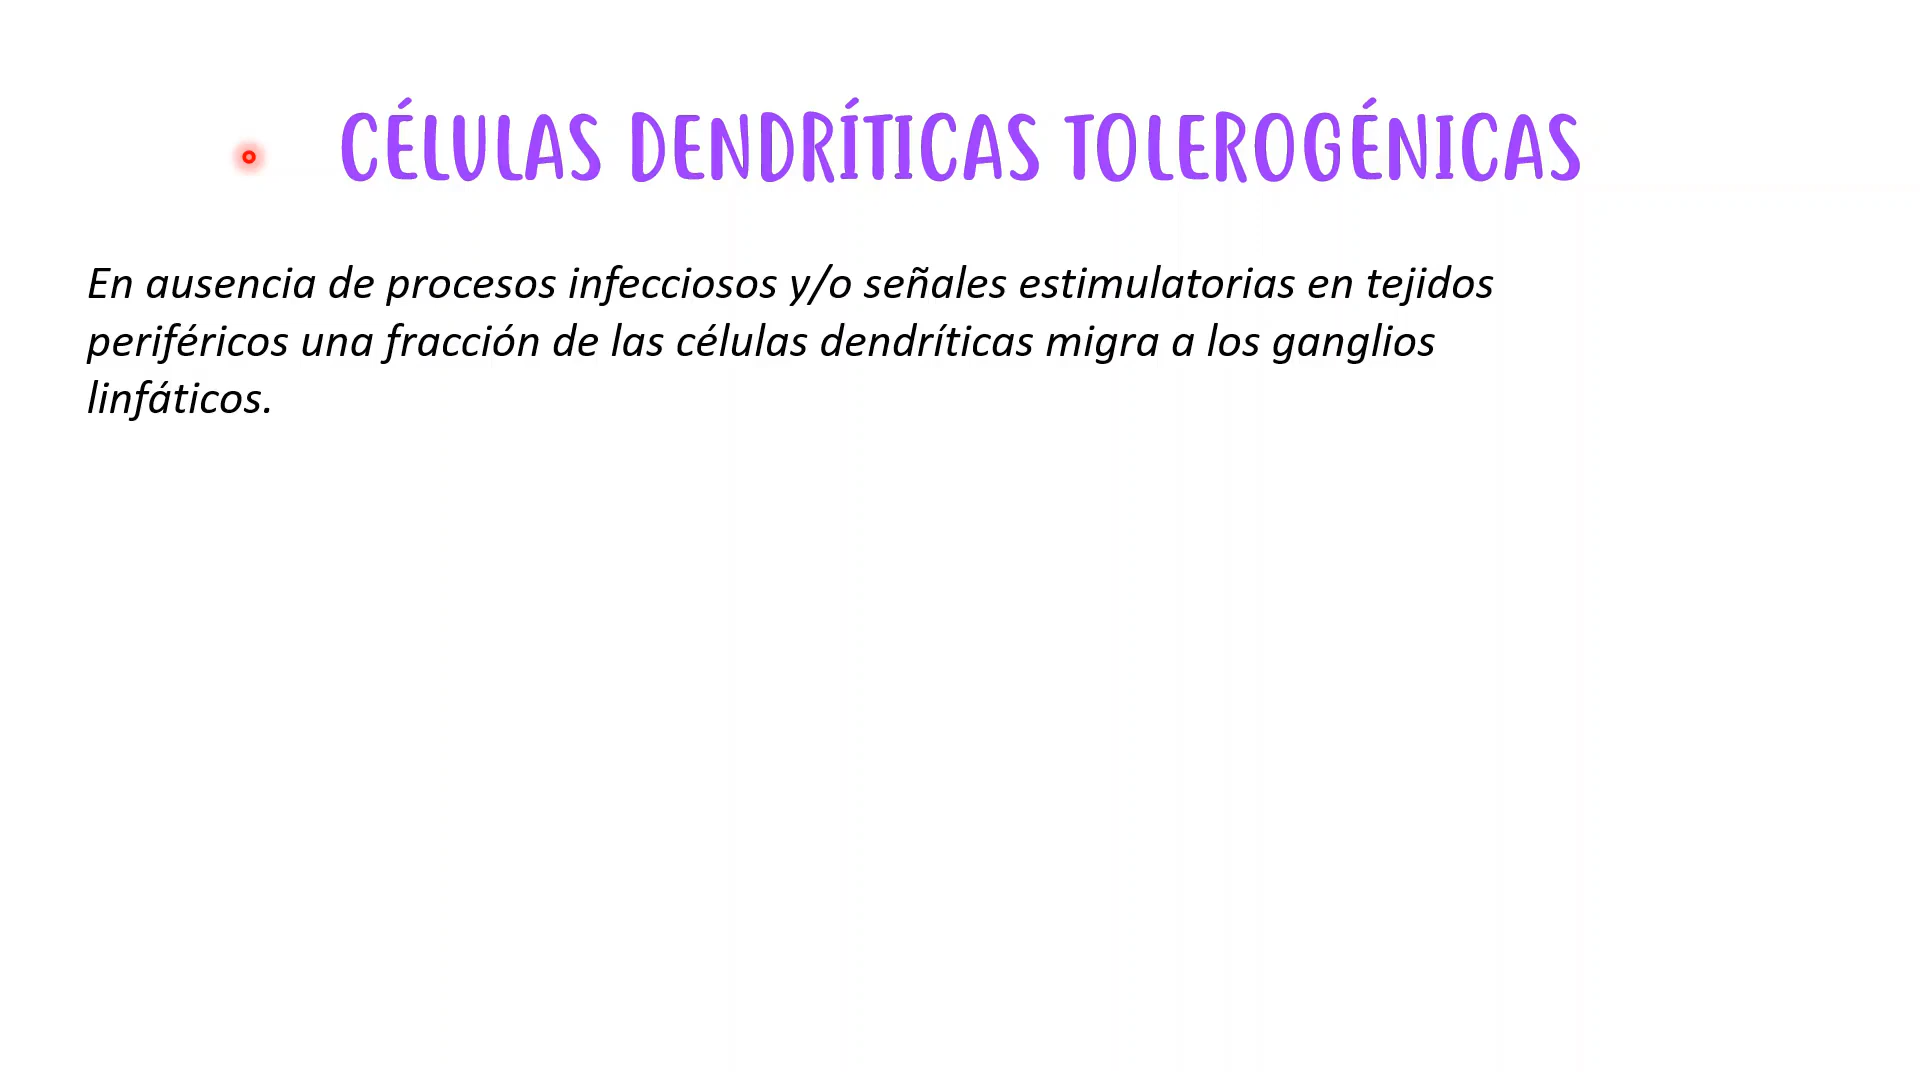 CÉLULAS DENDRÍTICAS TOLEROGÉNICAS
En ausencia de procesos infecciosos y/o señales estimulatorias en tejidos
periféricos una fracción de las células dendríticas migra a los ganglios
linfáticos.